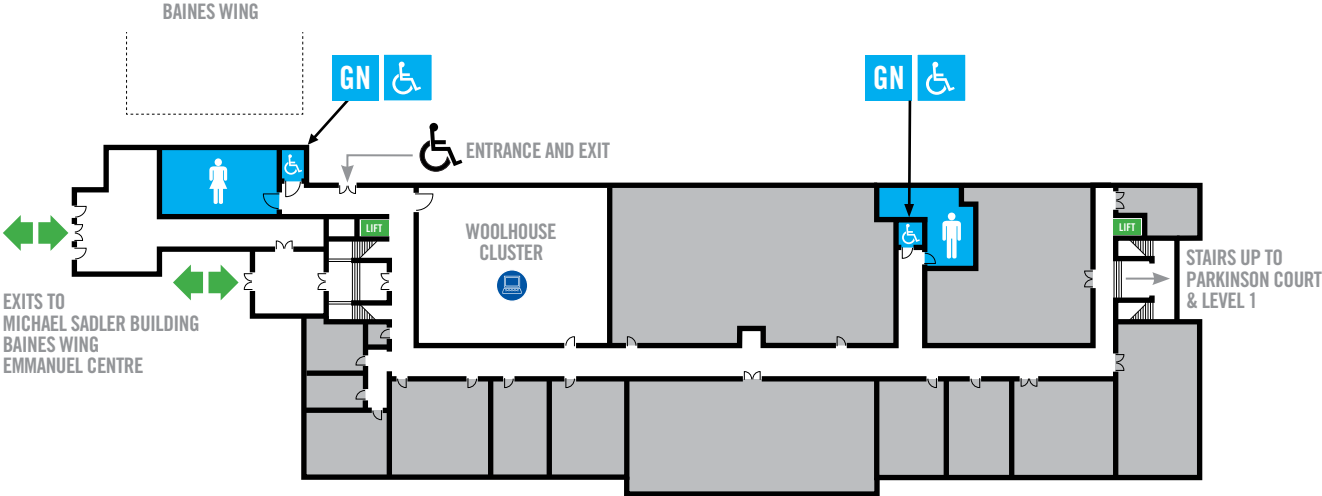 BAINES WING
GN
GN
ENTRANCE AND EXIT
LIFT
WOOLHOUSE
CLUSTER
LIFT
STAIRS UP TO
PARKINSON COURT
& LEVEL 1
EXITS TO
MICHAEL SADLER BUILDING
BAINES WING
EMMANUEL CENTRE